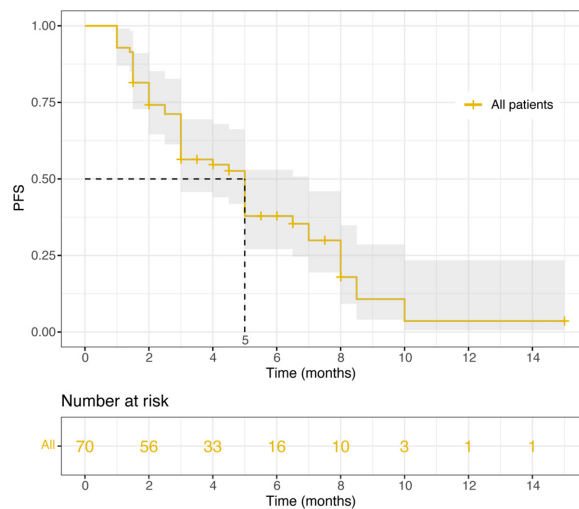 1.00
0.75
0.50
0.25
0.00
PFS
All patients
5
0 2 4 6 8 10 12 14
Time (months)
Number at risk
All 70 56 33 16 10 3 1 1
0 2 4 6 8 10 12 14
Time (months)